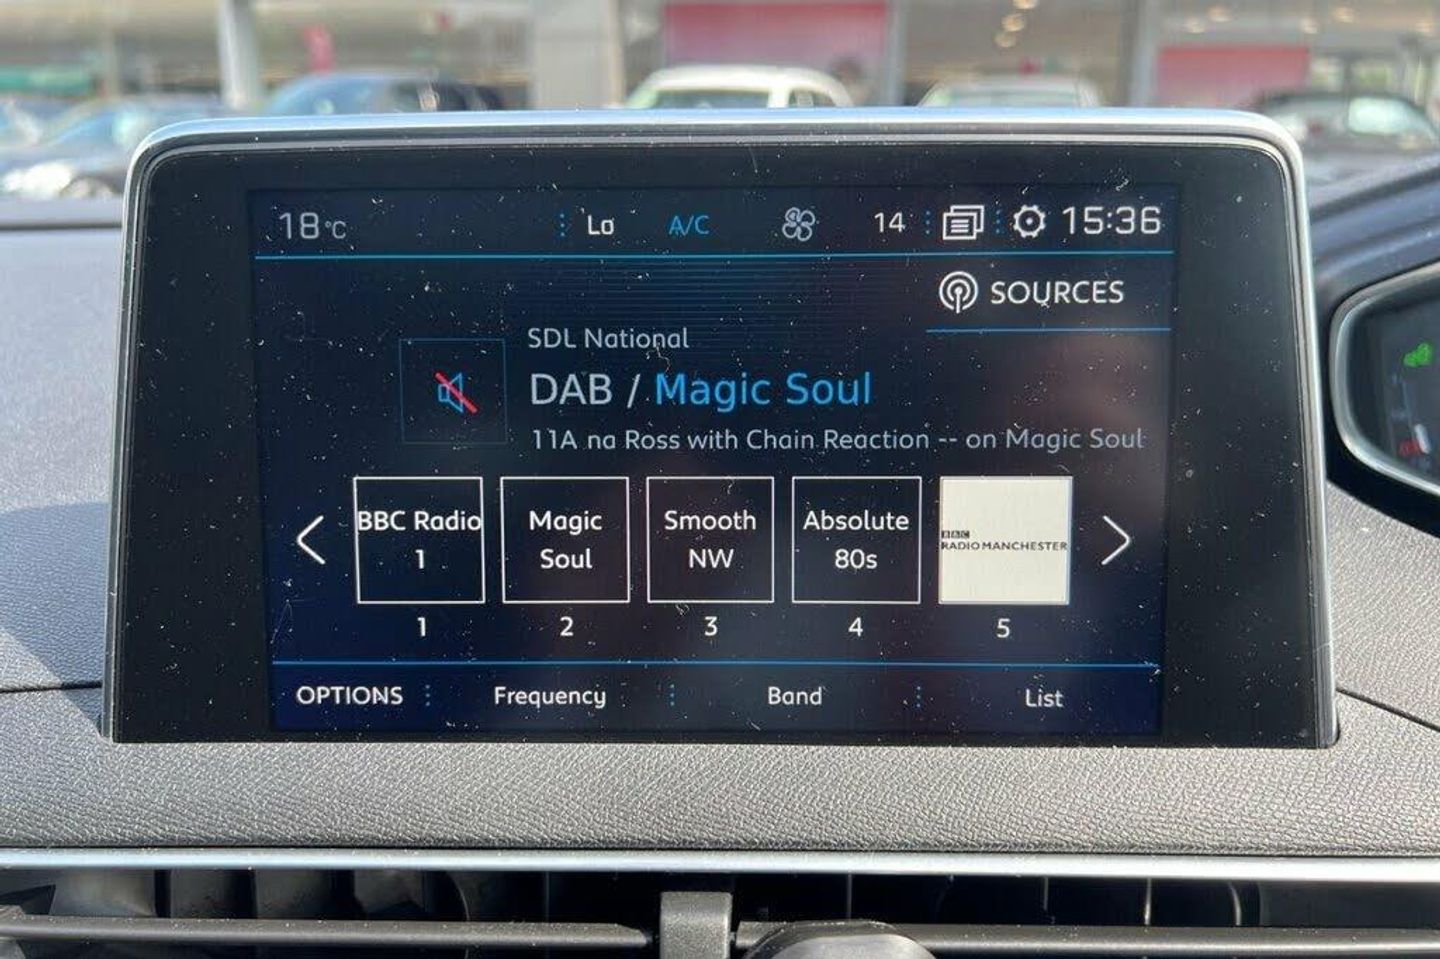 18°C Lo A/C 14 15:36
SOURCES
SDL National
DAB / Magic Soul
11A na Ross with Chain Reaction -- on Magic Soul
BBC Radio 1
Magic Soul
Smooth NW
Absolute 80s
BBC RADIO MANCHESTER
1 2 3 4 5
OPTIONS Frequency Band List